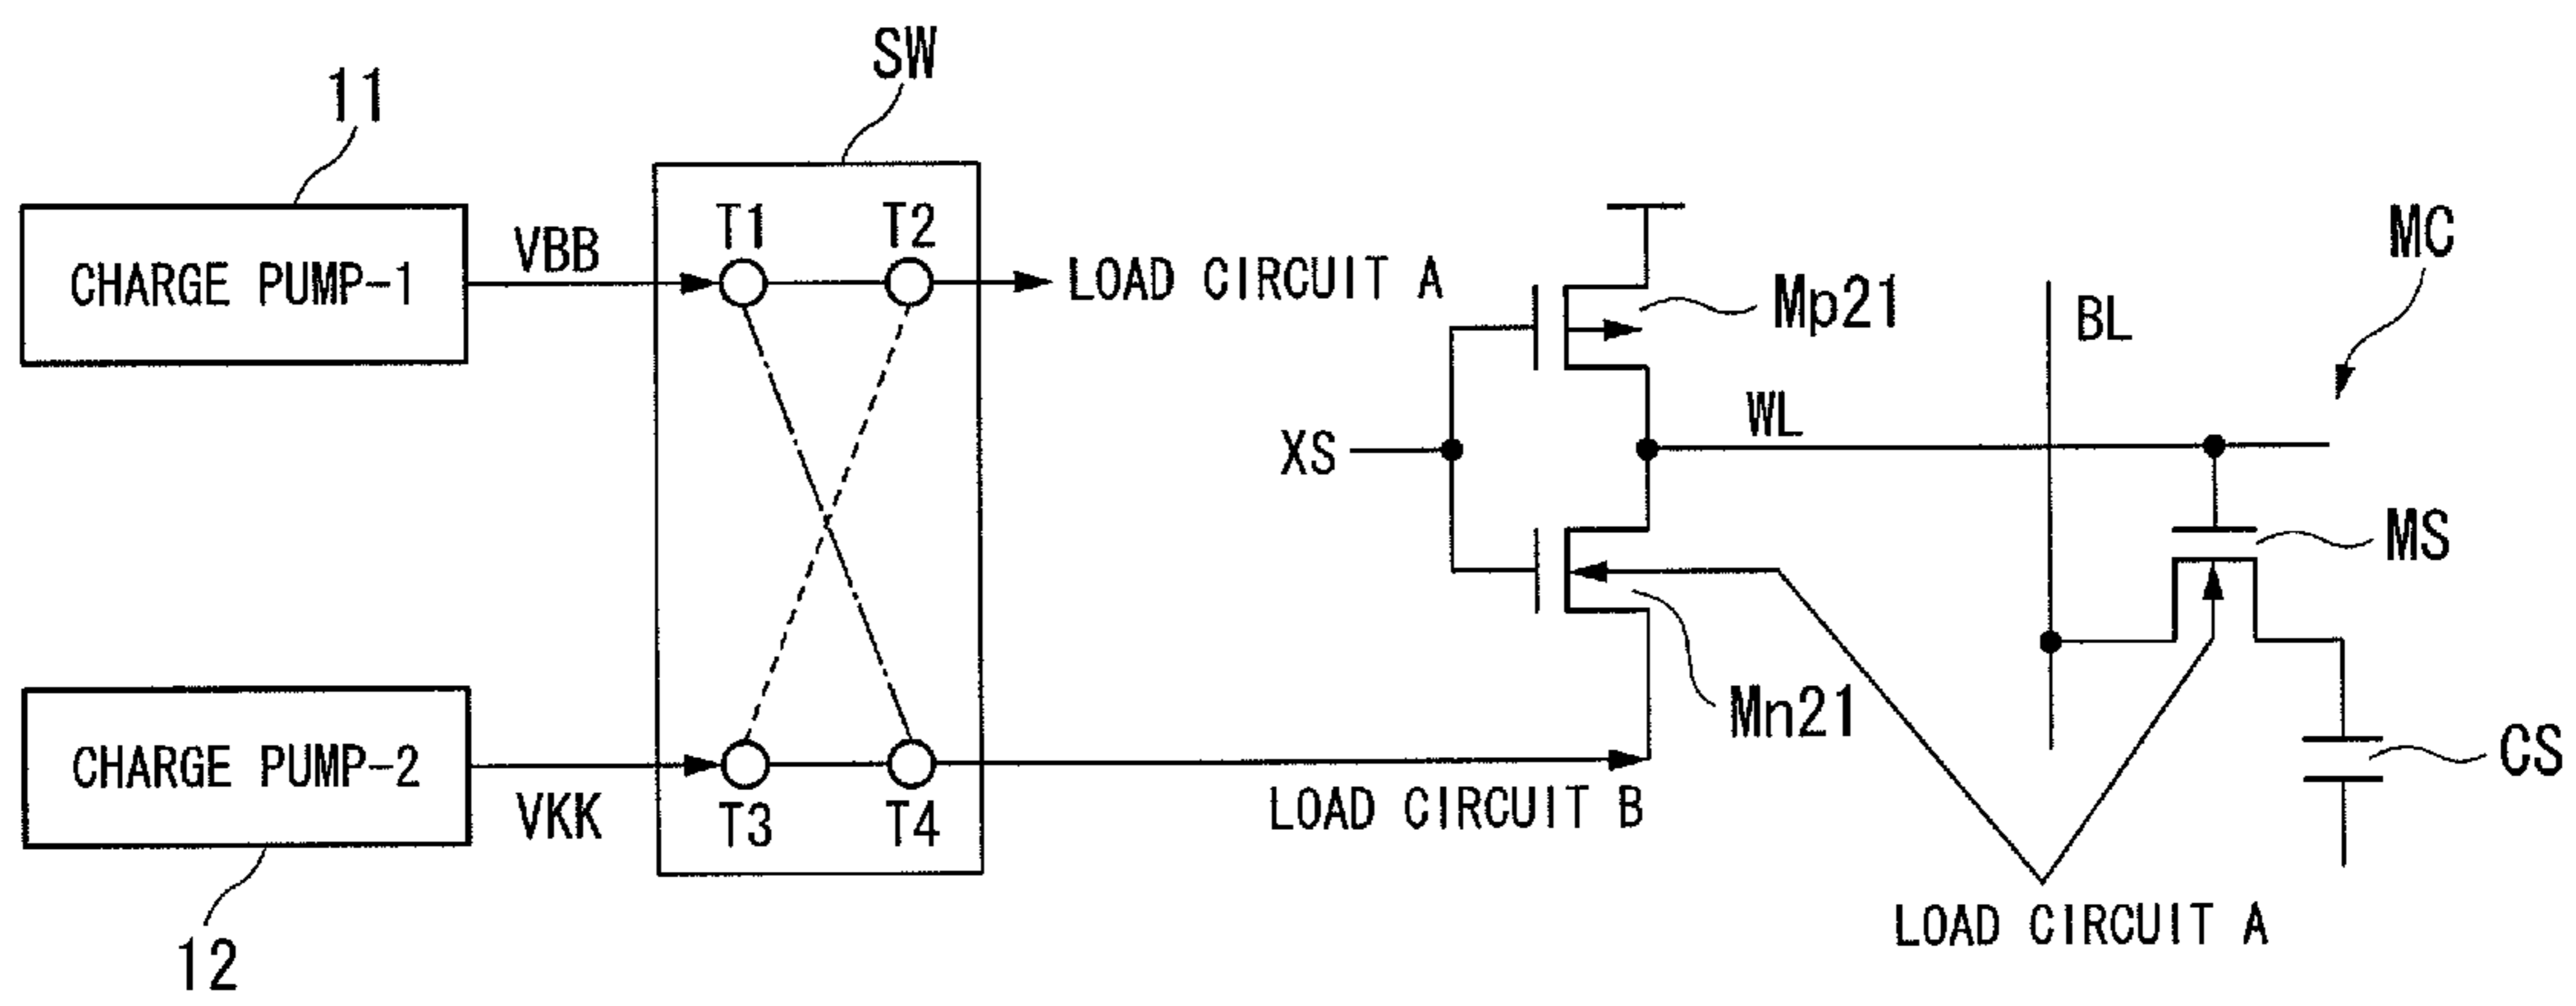 SW
11
MC
T1 T2
VBB
CHARGE PUMP-1
LOAD CIRCUIT A
Mp21
BL
WL
XS
MS
Mn21
CHARGE PUMP-2
VKK
T3 T4
LOAD CIRCUIT B
CS
LOAD CIRCUIT A
12